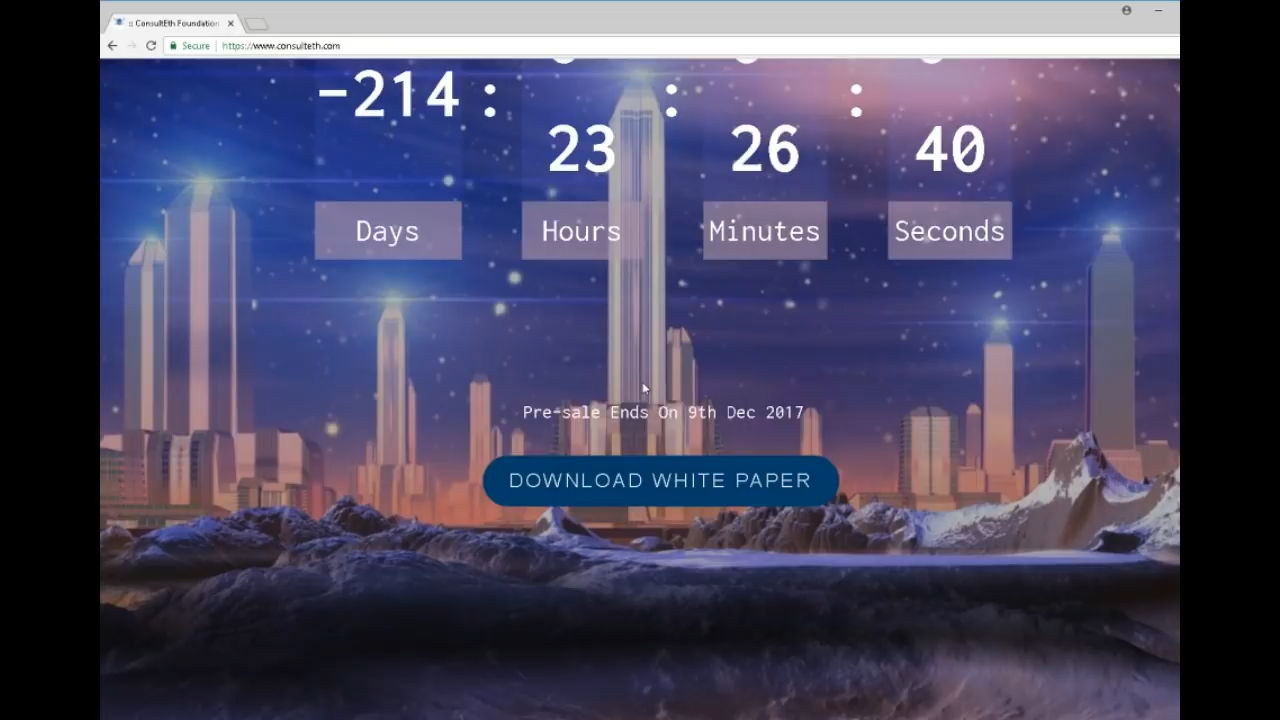 :: ConsultEth Foundation
Secure https://www.consulteth.com
-214 : 23 : 26 : 40
Days Hours Minutes Seconds
Pre-sale Ends On 9th Dec 2017
DOWNLOAD WHITE PAPER